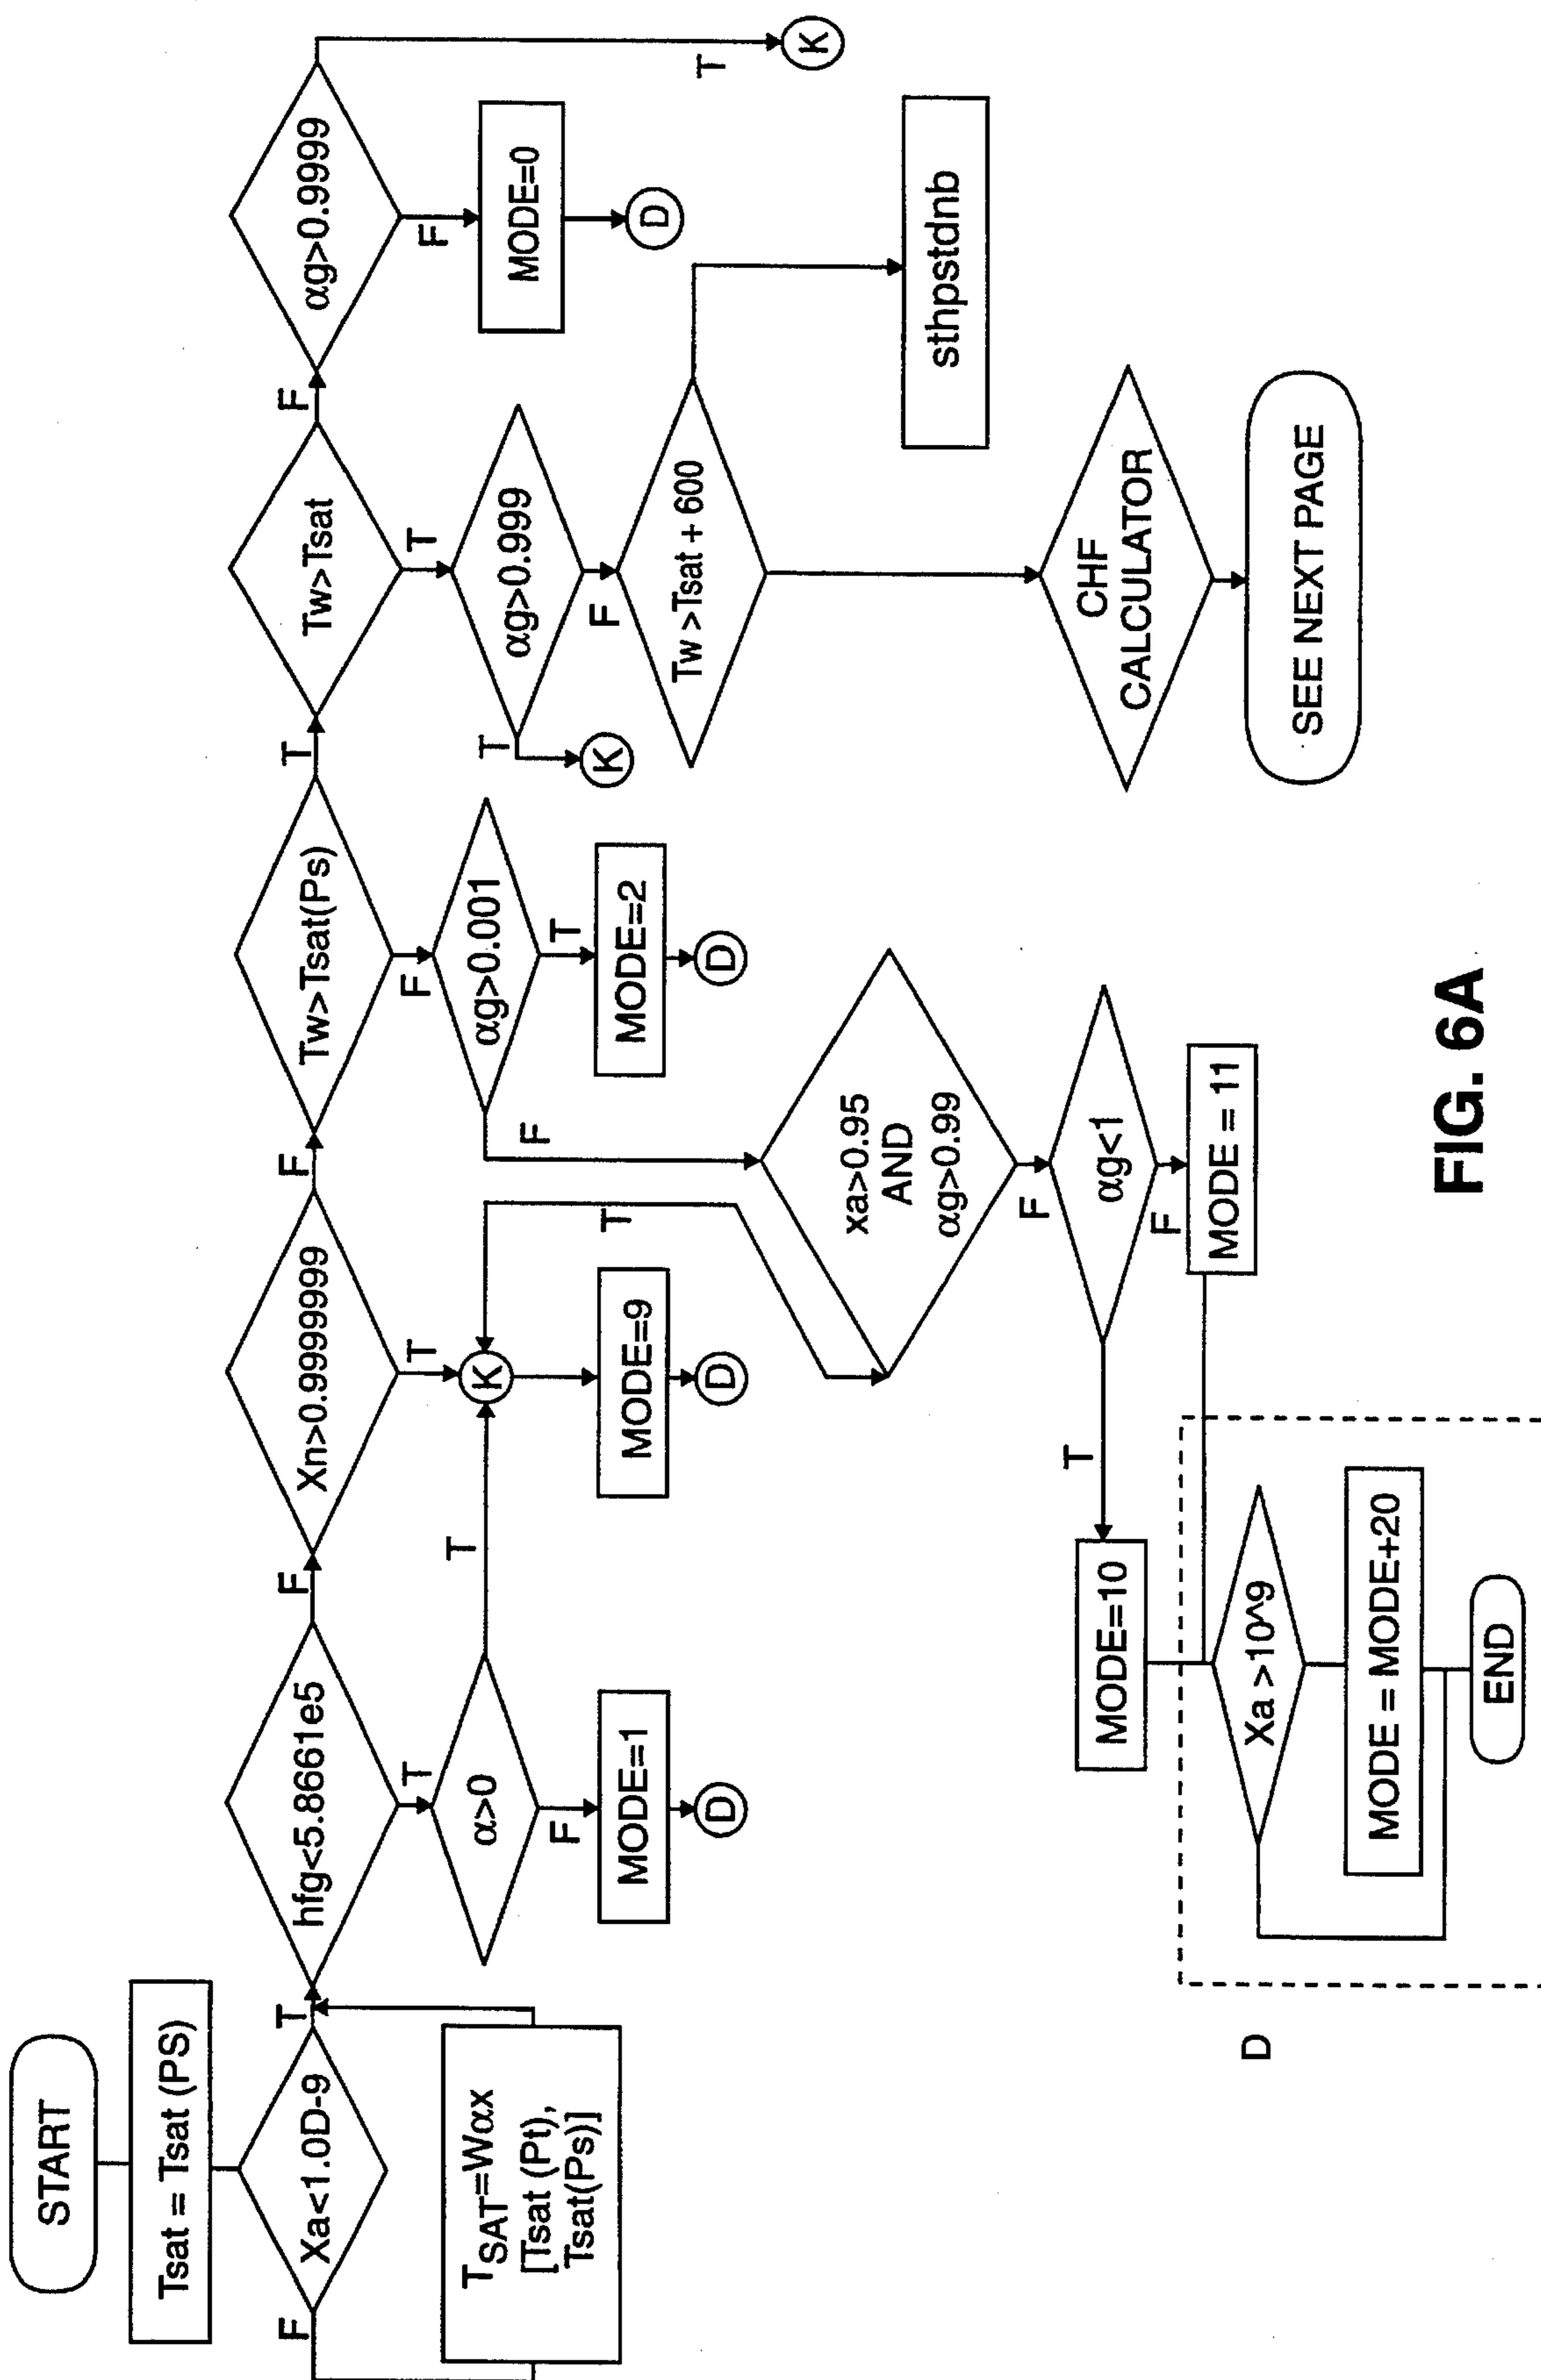 START
Tsat = Tsat (PS)
Xa<1.0D-9
F
T
TSAT=Wαx
[Tsat (Pt),
Tsat(Ps)]
hfg<5.8661e5
F
T
α>0
T
F
MODE=1
D
Xn>0.9999999
F
T
K
MODE=9
D
Tw>Tsat(Ps)
T
F
αg>0.001
T
MODE=2
D
F
xa>0.95
AND
αg>0.99
T
F
αg<1
F
MODE = 11
T
MODE=10
Tw>Tsat
F
T
αg>0.999
T
K
F
Tw >Tsat + 600
sthpstdnb
CHF
CALCULATOR
SEE NEXT PAGE
αg>0.9999
F
MODE=0
D
T
K
D
Xa >10^9
MODE = MODE+20
END
FIG. 6A